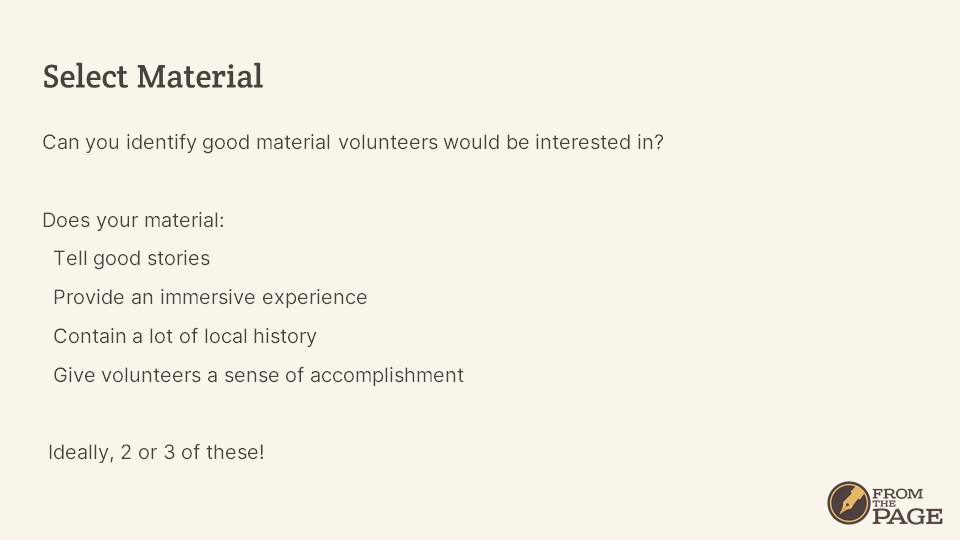 Select Material
Can you identify good material volunteers would be interested in?
Does your material:
Tell good stories
Provide an immersive experience
Contain a lot of local history
Give volunteers a sense of accomplishment
Ideally, 2 or 3 of these!
FROM
THE
PAGE